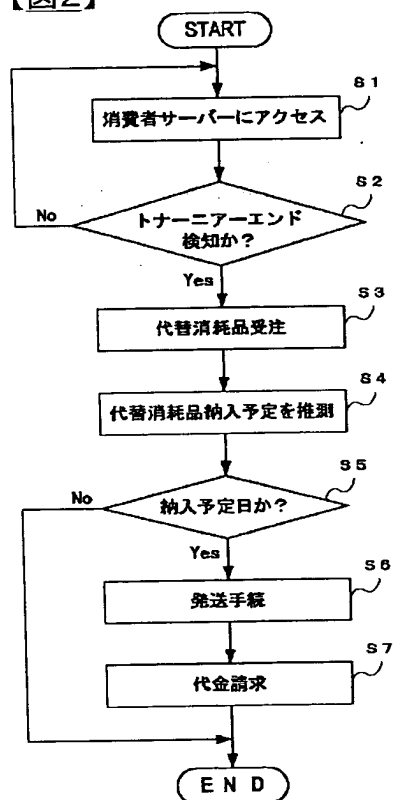 【図2】
START
S1
消費者サーバーにアクセス
S2
トナーニアーエンド
検知か？
No
Yes
S3
代替消耗品受注
S4
代替消耗品納入予定を推測
S5
納入予定日か？
No
Yes
S6
発送手続
S7
代金請求
END